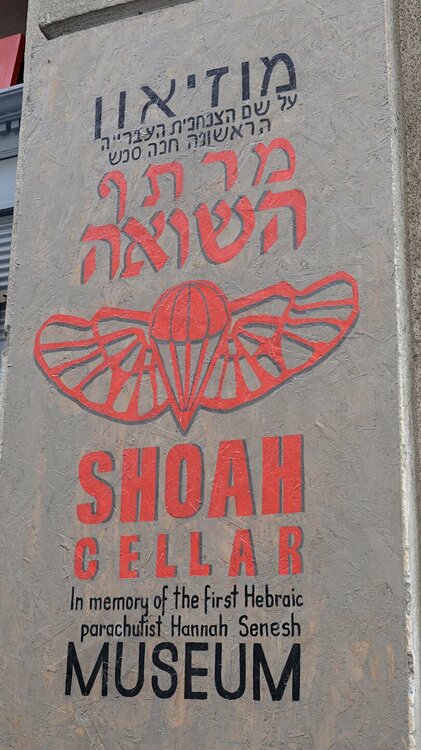 מוזיאון
על שם הצנחנית העברייה
הראשונה חנה סנש
מרתף
השואה
SHOAH
CELLAR
In memory of the first Hebraic
parachutist Hannah Senesh
MUSEUM